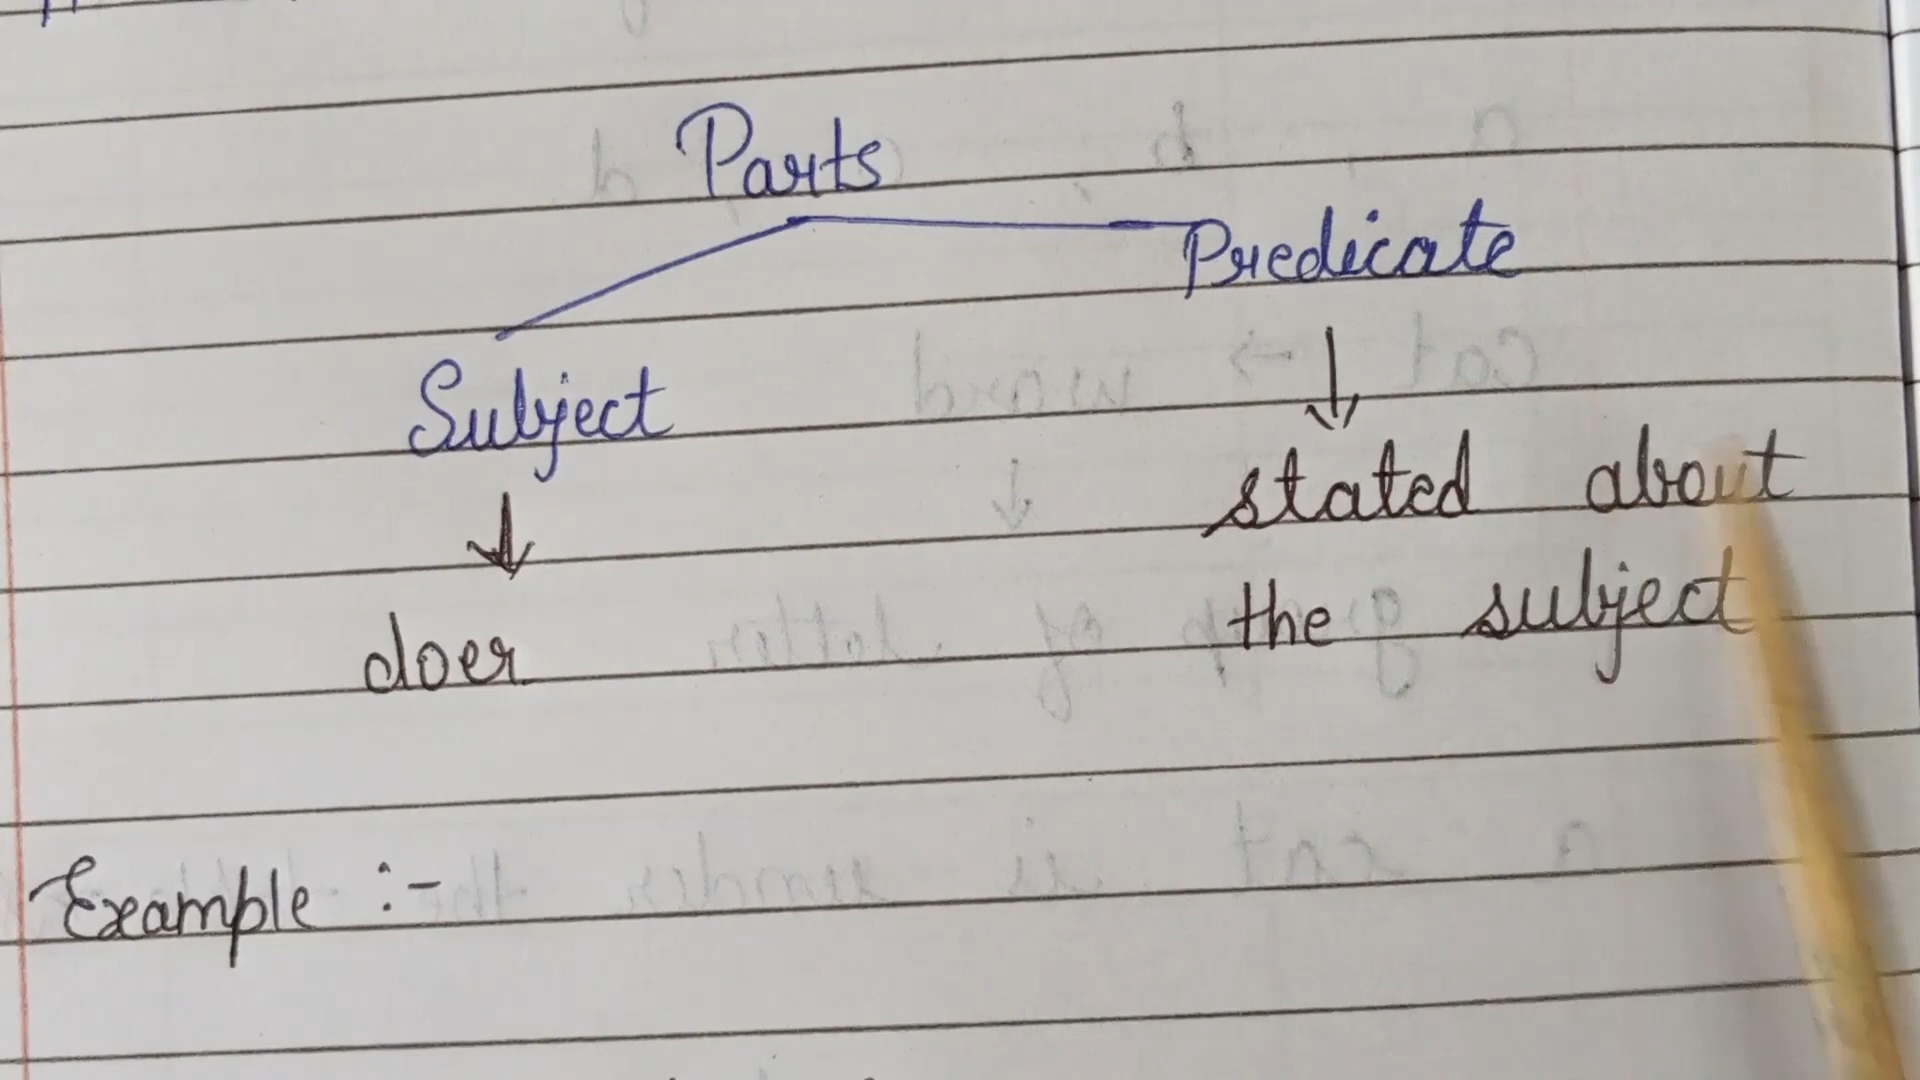 Parts
Predicate
Subject
↓ ↓
stated about
the subject
doer
Example :-